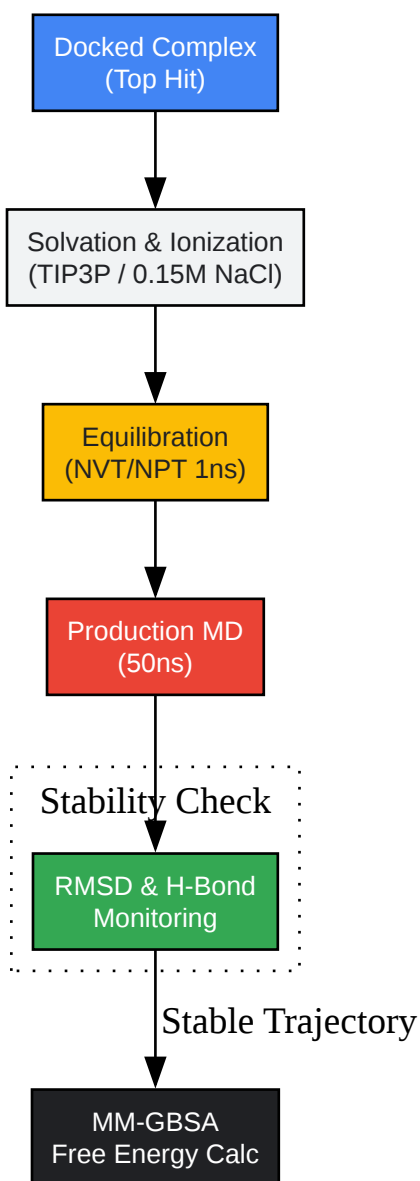 Docked Complex
(Top Hit)
Solvation & Ionization
(TIP3P / 0.15M NaCl)
Equilibration
(NVT/NPT 1ns)
Production MD
(50ns)
Stability Check
RMSD & H-Bond
Monitoring
Stable Trajectory
MM-GBSA
Free Energy Calc